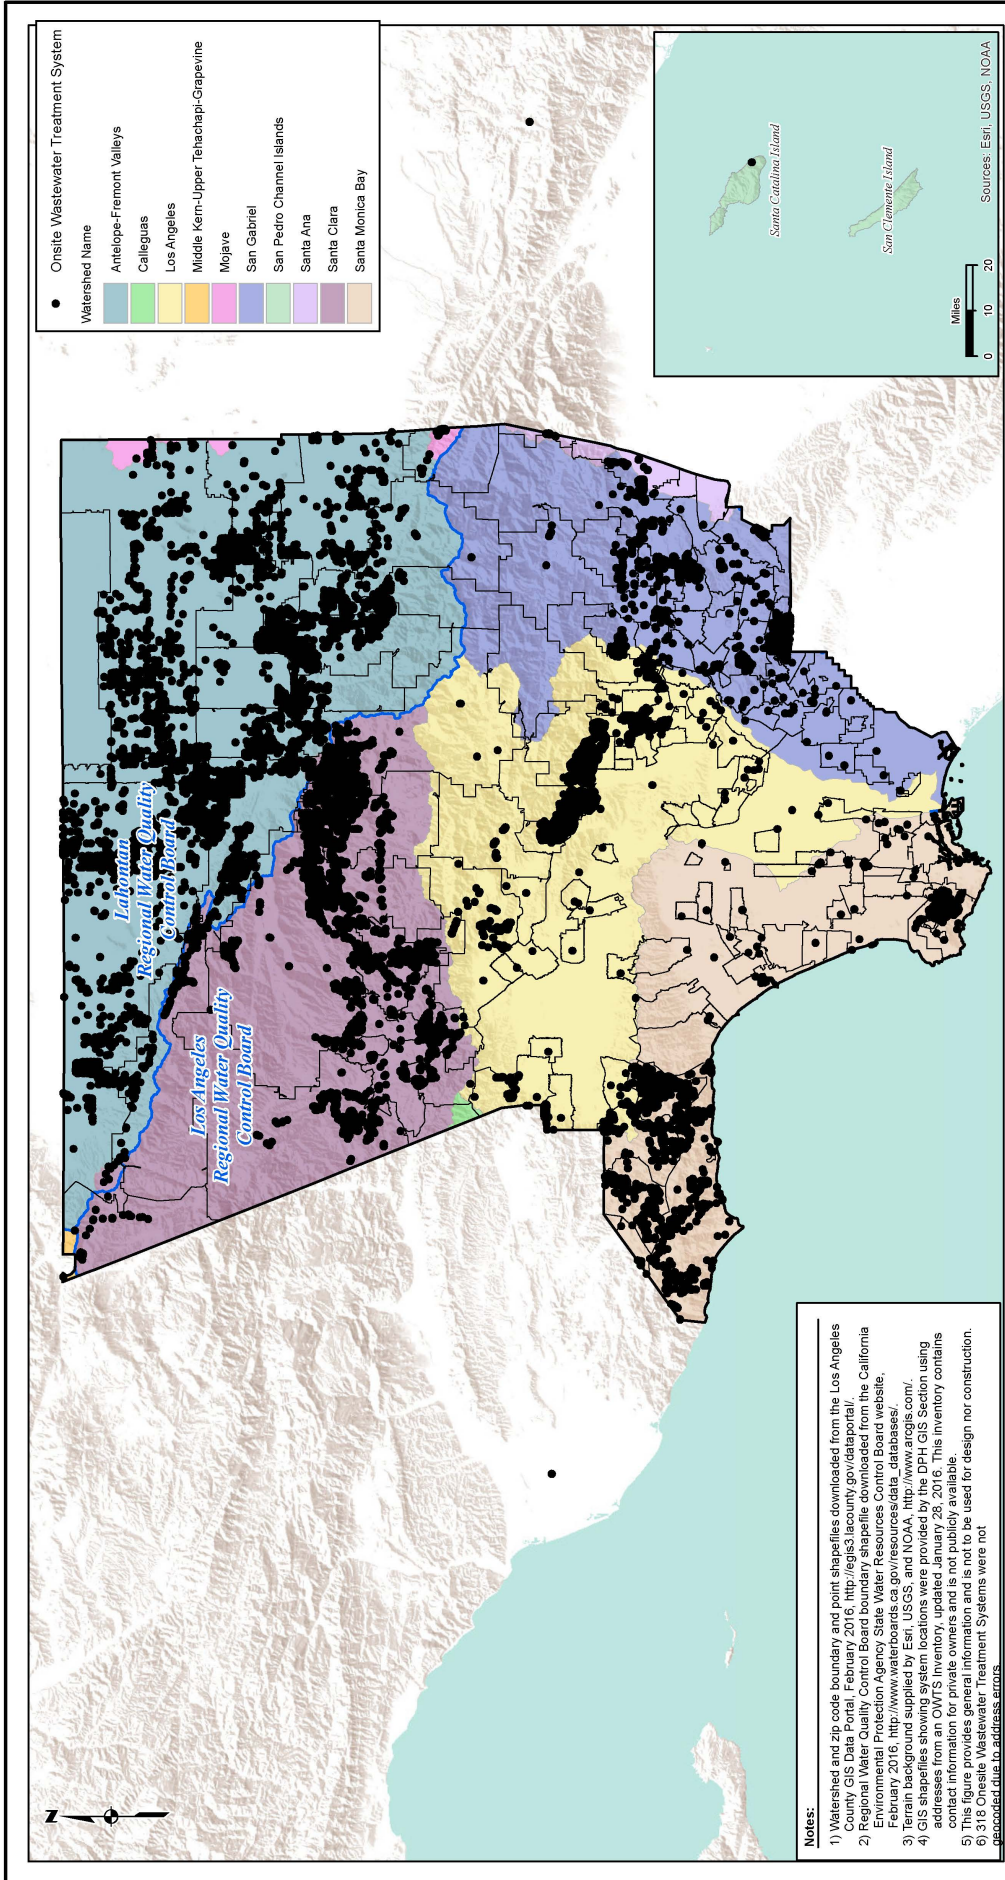 Onsite Wastewater Treatment System
Watershed Name
Antelope-Fremont Valleys
Calleguas
Los Angeles
Middle Kern-Upper Tehachapi-Grapevine
Mojave
San Gabriel
San Pedro Channel Islands
Santa Ana
Santa Clara
Santa Monica Bay
Lahontan
Regional Water Quality
Control Board
Los Angeles
Regional Water Quality
Control Board
Santa Catalina Island
San Clemente Island
Miles
0 10 20
Sources: Esri, USGS, NOAA
N
Notes:
1) Watershed and zip code boundary and point shapefiles downloaded from the Los Angeles
County GIS Data Portal, February 2016, http://egis3.lacounty.gov/dataportal/.
2) Regional Water Quality Control Board boundary shapefile downloaded from the California
Environmental Protection Agency State Water Resources Control Board website,
February 2016, http://www.waterboards.ca.gov/resources/data_databases/.
3) Terrain background supplied by Esri, USGS, and NOAA, http://www.arcgis.com/.
4) GIS shapefiles showing system locations were provided by the DPH GIS Section using
addresses from an OWTS Inventory, updated January 28, 2016. This inventory contains
contact information for private owners and is not publicly available.
5) This figure provides general information and is not to be used for design nor construction.
6) 318 Onesite Wastewater Treatment Systems were not
geocoded due to address errors.